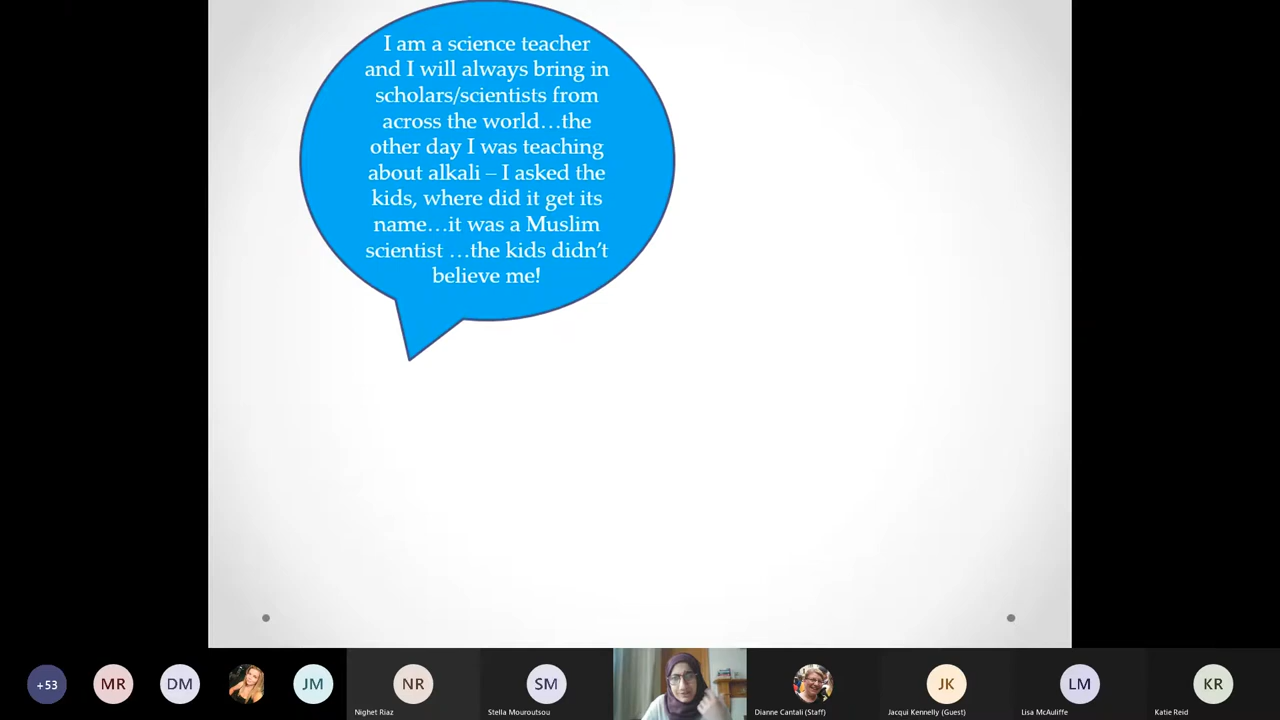 I am a science teacher
and I will always bring in
scholars/scientists from
across the world…the
other day I was teaching
about alkali – I asked the
kids, where did it get its
name…it was a Muslim
scientist …the kids didn’t
believe me!
+53
MR
DM
JM
NR
SM
JK
LM
KR
Nighet Riaz
Stella Mouroutsou
Dianne Cantali (Staff)
Jacqui Kennelly (Guest)
Lisa McAuliffe
Katie Reid